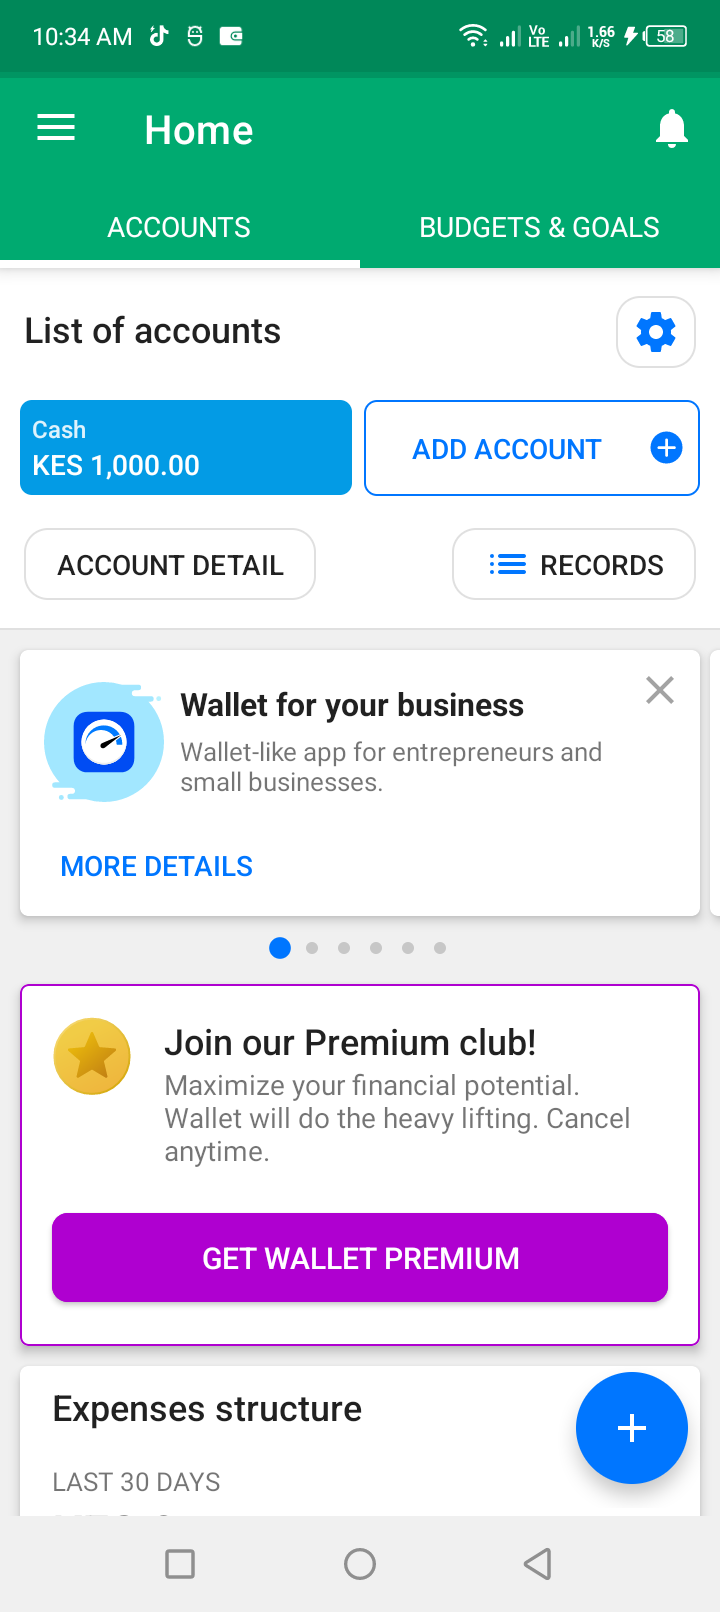 10:34 AM
Vo
LTE
1.66
K/S
58
Home
ACCOUNTS
BUDGETS & GOALS
List of accounts
Cash
KES 1,000.00
ADD ACCOUNT
ACCOUNT DETAIL
RECORDS
Wallet for your business
Wallet-like app for entrepreneurs and
small businesses.
MORE DETAILS
Join our Premium club!
Maximize your financial potential.
Wallet will do the heavy lifting. Cancel
anytime.
GET WALLET PREMIUM
Expenses structure
LAST 30 DAYS